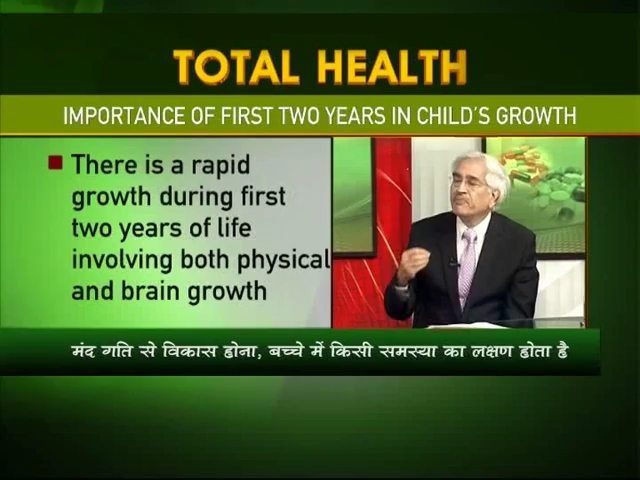 TOTAL HEALTH
IMPORTANCE OF FIRST TWO YEARS IN CHILD'S GROWTH
There is a rapid
growth during first
two years of life
involving both physical
and brain growth
मंद गति से विकास होना, बच्चे में किसी समस्या का लक्षण होता है